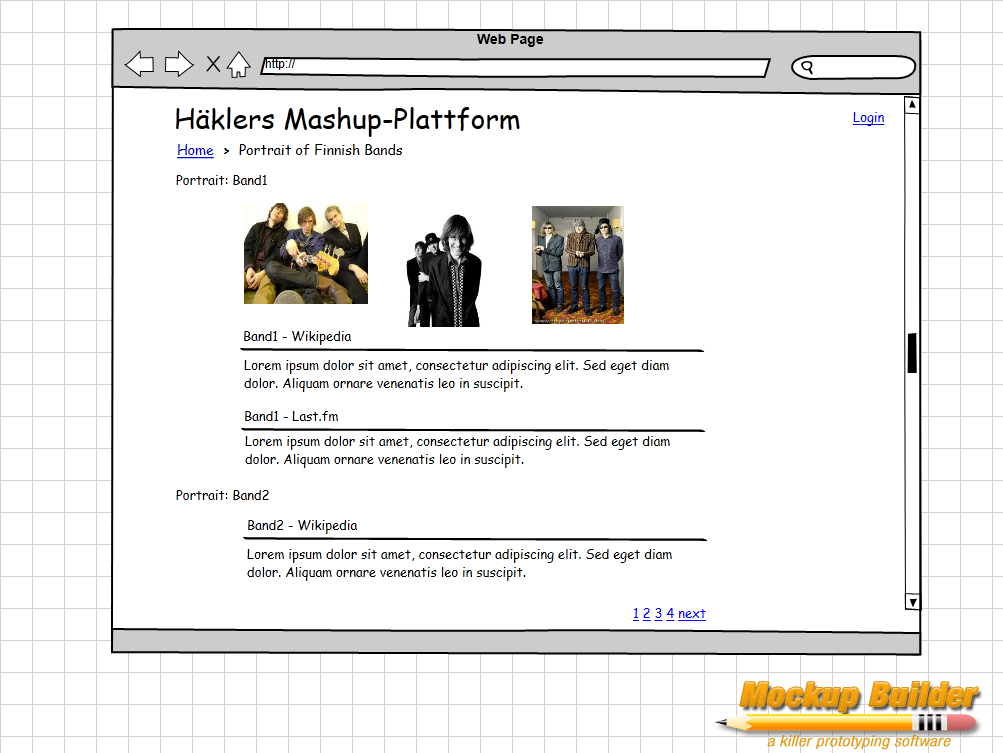 Web Page
http://
Häklers Mashup-Plattform
Login
Home > Portrait of Finnish Bands
Portrait: Band1
Band1 - Wikipedia
Lorem ipsum dolor sit amet, consectetur adipiscing elit. Sed eget diam
dolor. Aliquam ornare venenatis leo in suscipit.
Band1 - Last.fm
Lorem ipsum dolor sit amet, consectetur adipiscing elit. Sed eget diam
dolor. Aliquam ornare venenatis leo in suscipit.
Portrait: Band2
Band2 - Wikipedia
Lorem ipsum dolor sit amet, consectetur adipiscing elit. Sed eget diam
dolor. Aliquam ornare venenatis leo in suscipit.
1 2 3 4 next
Mockup Builder
a killer prototyping software